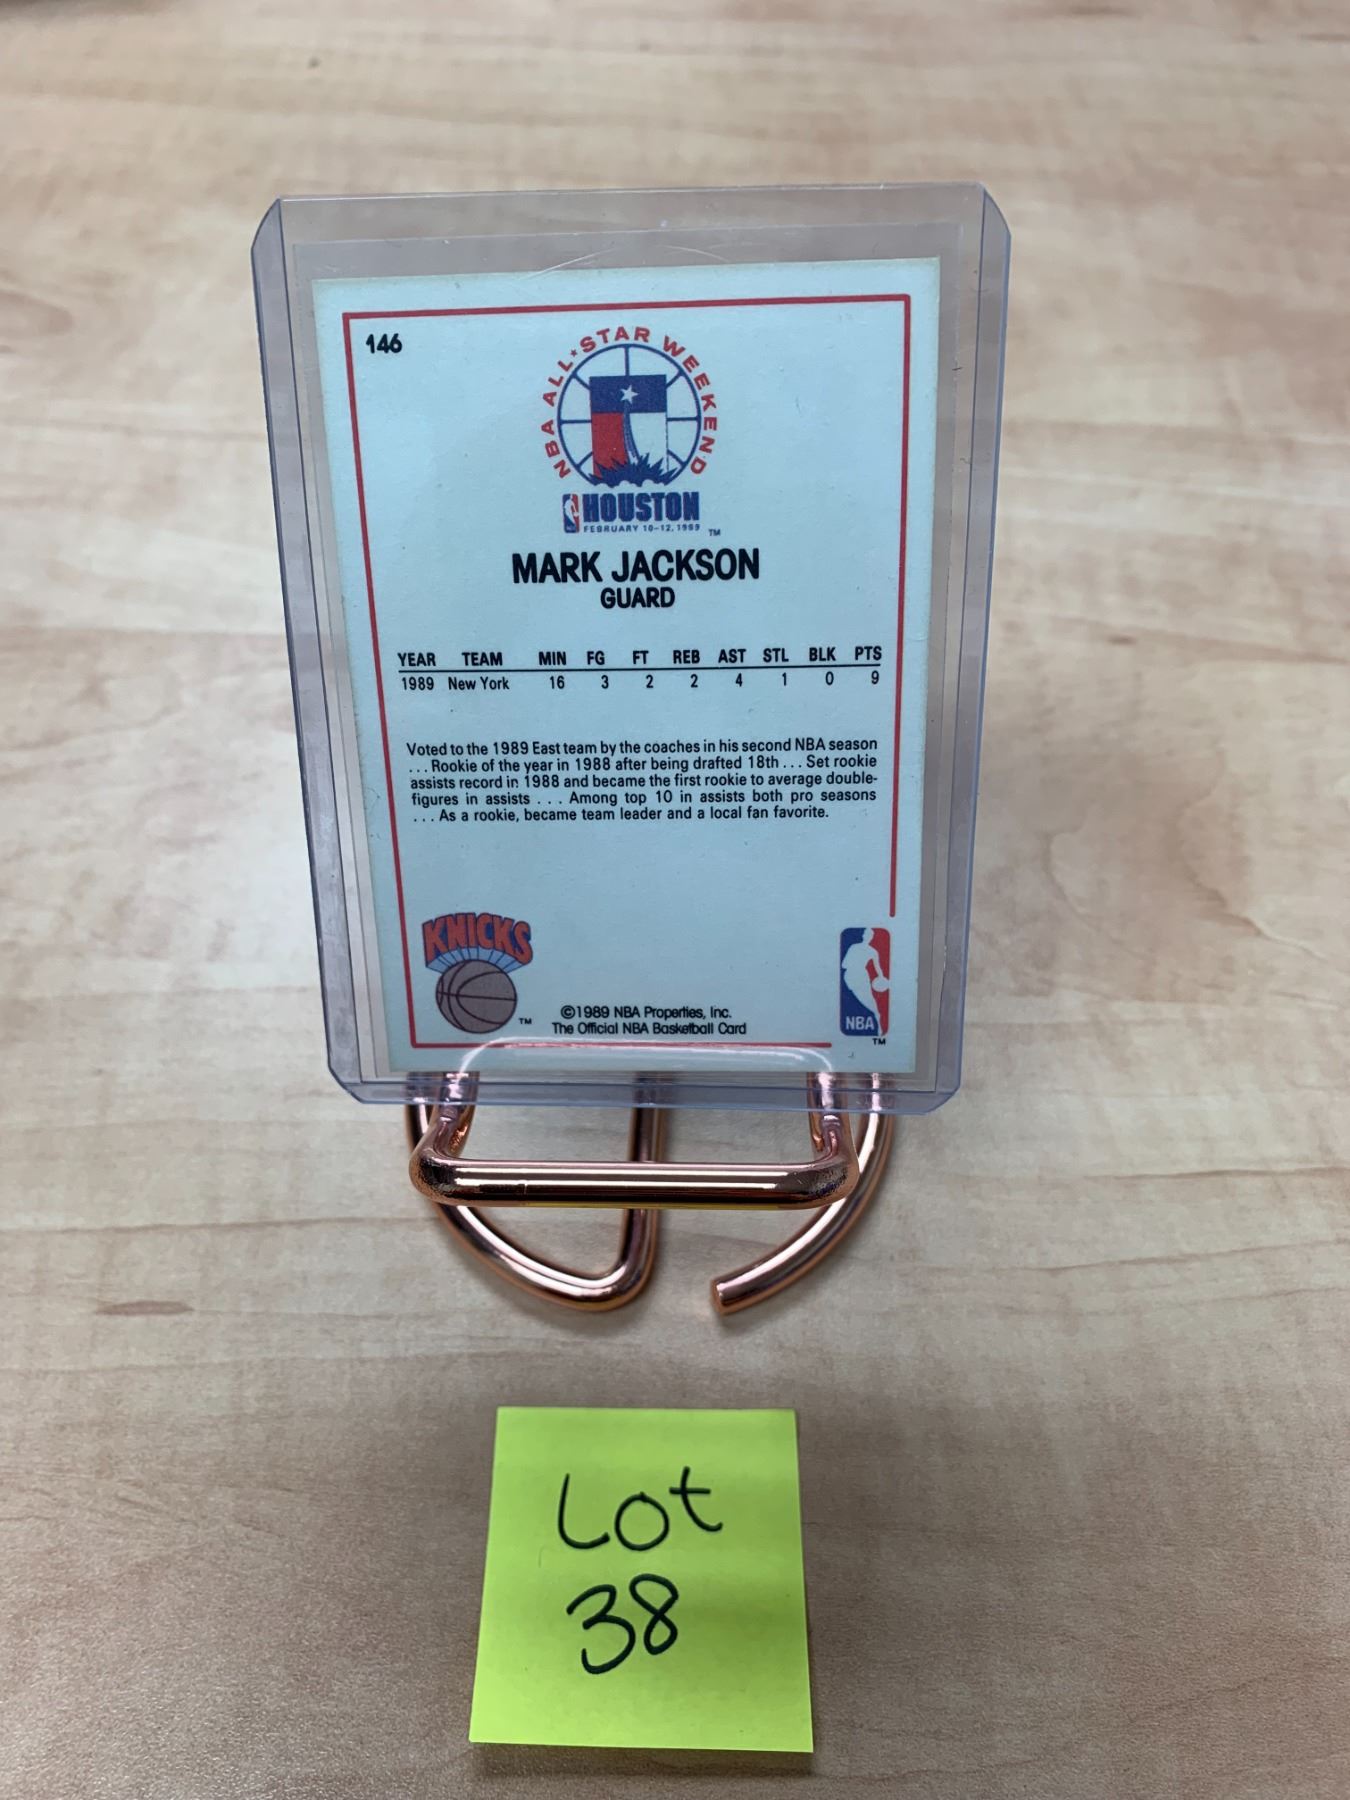 146
NBA ALL★STAR WEEKEND
HOUSTON
FEBRUARY 10-12, 1989 ™
MARK JACKSON
GUARD
YEAR TEAM MIN FG FT REB AST STL BLK PTS
1989 New York 16 3 2 2 4 1 0 9
Voted to the 1989 East team by the coaches in his second NBA season
. . . Rookie of the year in 1988 after being drafted 18th . . . Set rookie
assists record in 1988 and became the first rookie to average double-
figures in assists . . . Among top 10 in assists both pro seasons
. . . As a rookie, became team leader and a local fan favorite.
KNICKS
™
©1989 NBA Properties, Inc.
The Official NBA Basketball Card
NBA
™
Lot
38